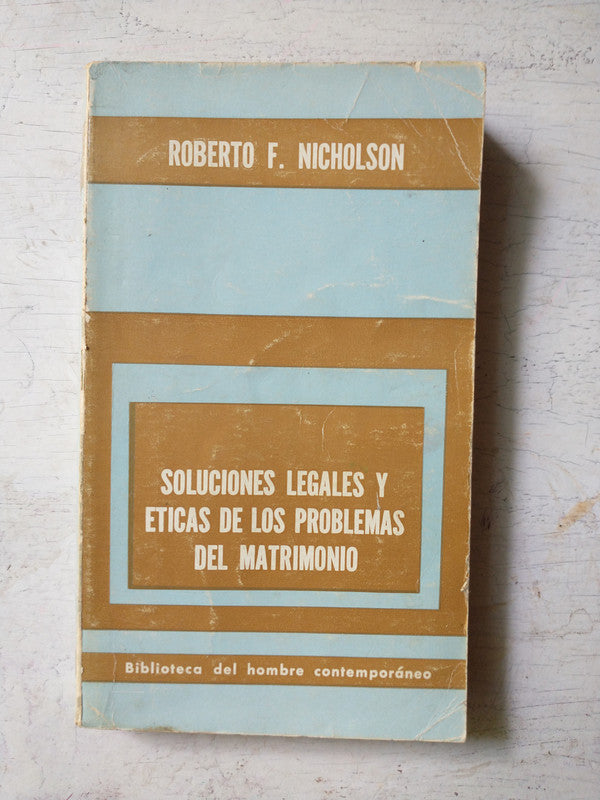 ROBERTO F. NICHOLSON
SOLUCIONES LEGALES Y
ETICAS DE LOS PROBLEMAS
DEL MATRIMONIO
Biblioteca del hombre contemporáneo